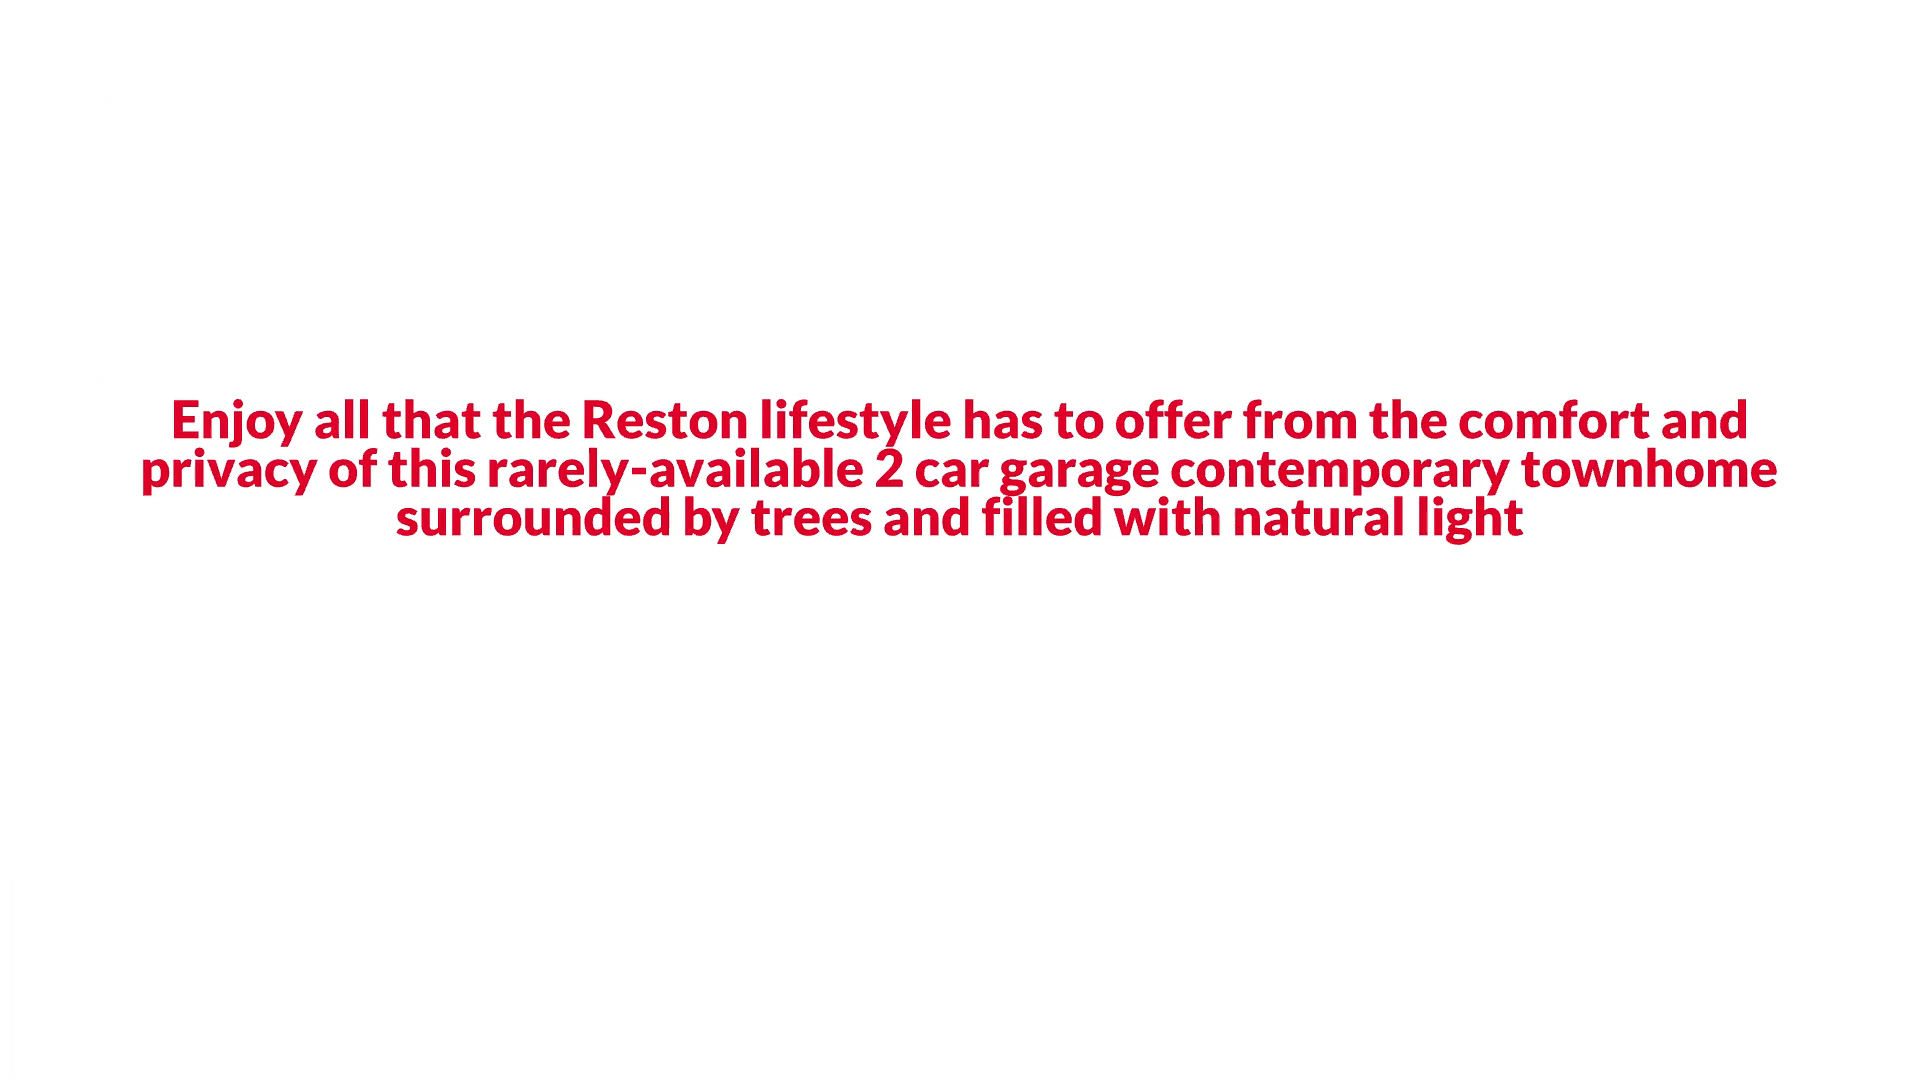 Enjoy all that the Reston lifestyle has to offer from the comfort and
privacy of this rarely-available 2 car garage contemporary townhome
surrounded by trees and filled with natural light